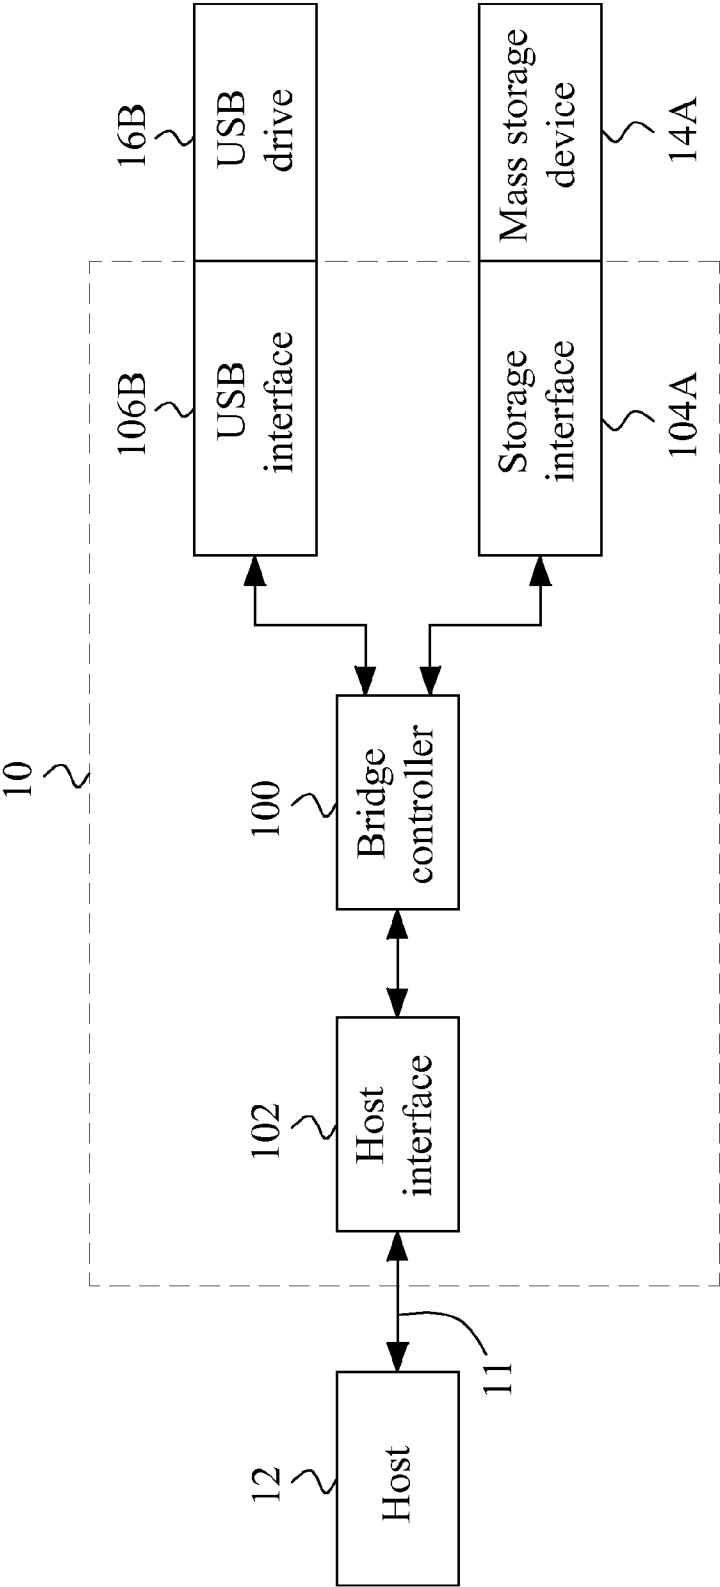 10
16B
USB
drive
106B
USB
interface
12
Host
11
102
Host
interface
100
Bridge
controller
Storage
interface
104A
Mass storage
device
14A